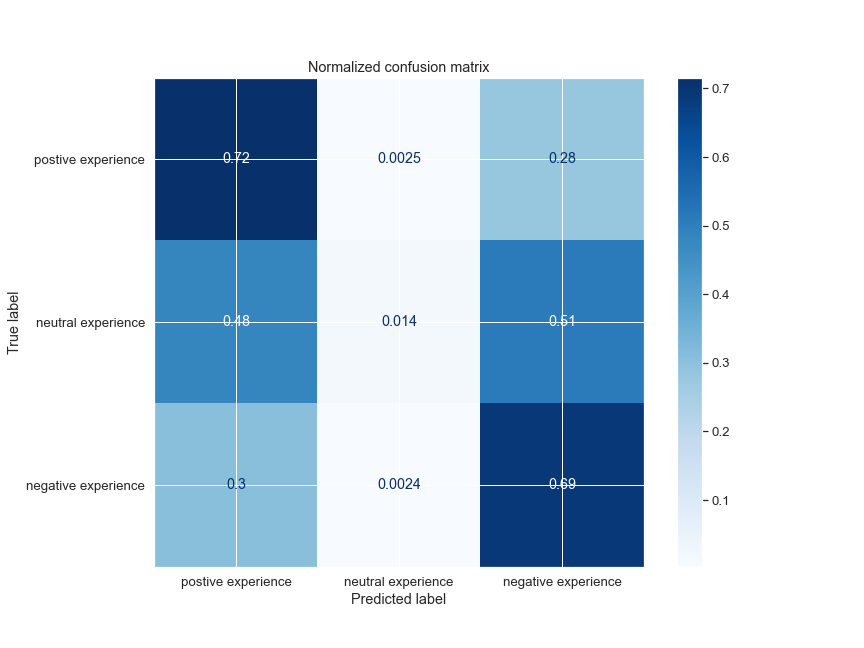 Normalized confusion matrix
True label
postive experience
neutral experience
negative experience
0.72 0.0025 0.28
0.48 0.014 0.51
0.3 0.0024 0.69
postive experience neutral experience negative experience
Predicted label
0.7
0.6
0.5
0.4
0.3
0.2
0.1